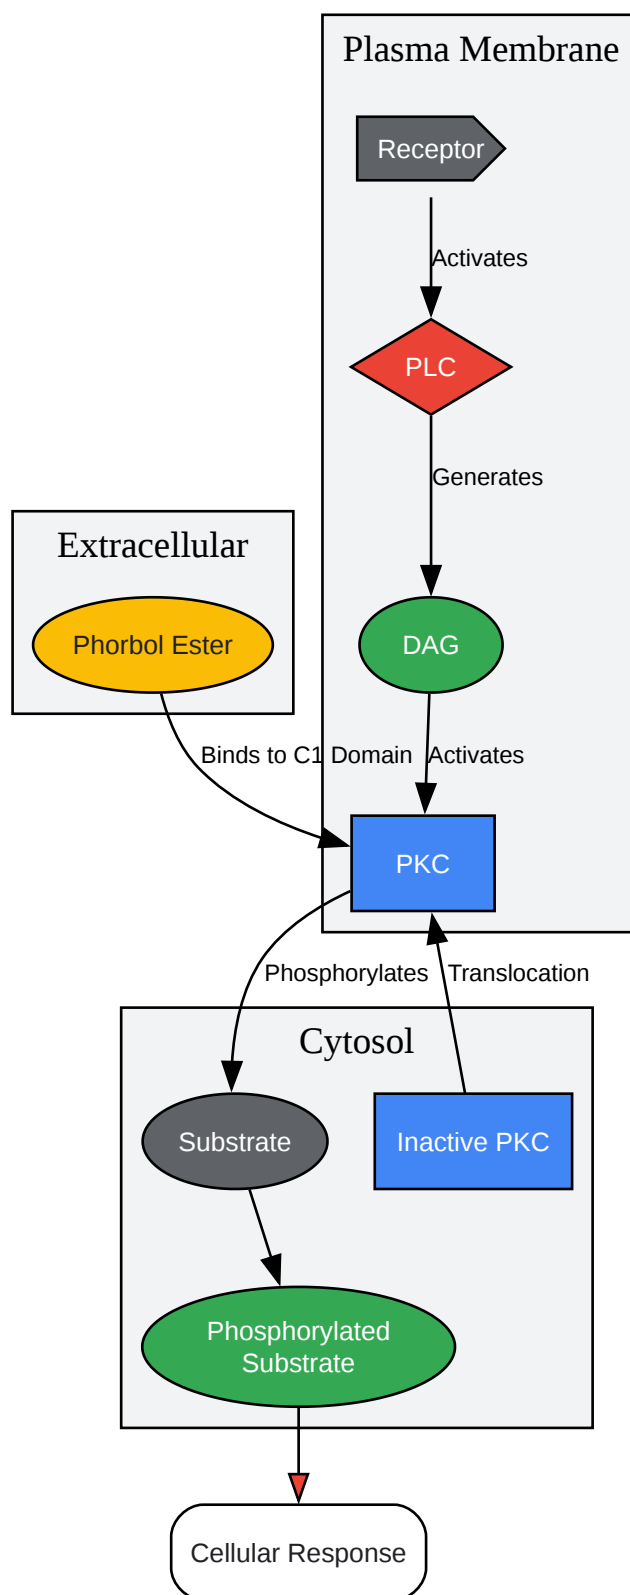 Plasma Membrane
Receptor
Activates
PLC
Generates
Extracellular
Phorbol Ester
DAG
Binds to C1 Domain
Activates
PKC
Phosphorylates
Translocation
Cytosol
Substrate
Inactive PKC
Phosphorylated
Substrate
Cellular Response